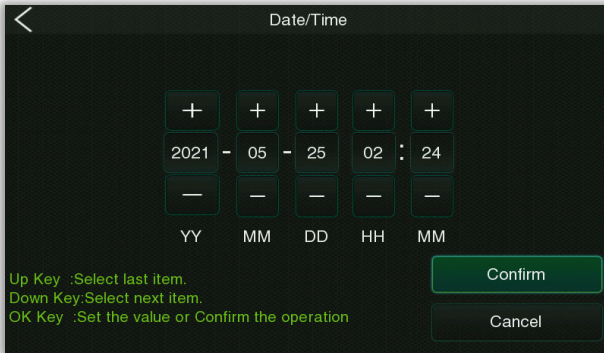 Date/Time
+ + + + +
2021 - 05 - 25 02 : 24
— — — — —
YY MM DD HH MM
Up Key :Select last item.
Down Key:Select next item.
OK Key :Set the value or Confirm the operation
Confirm
Cancel